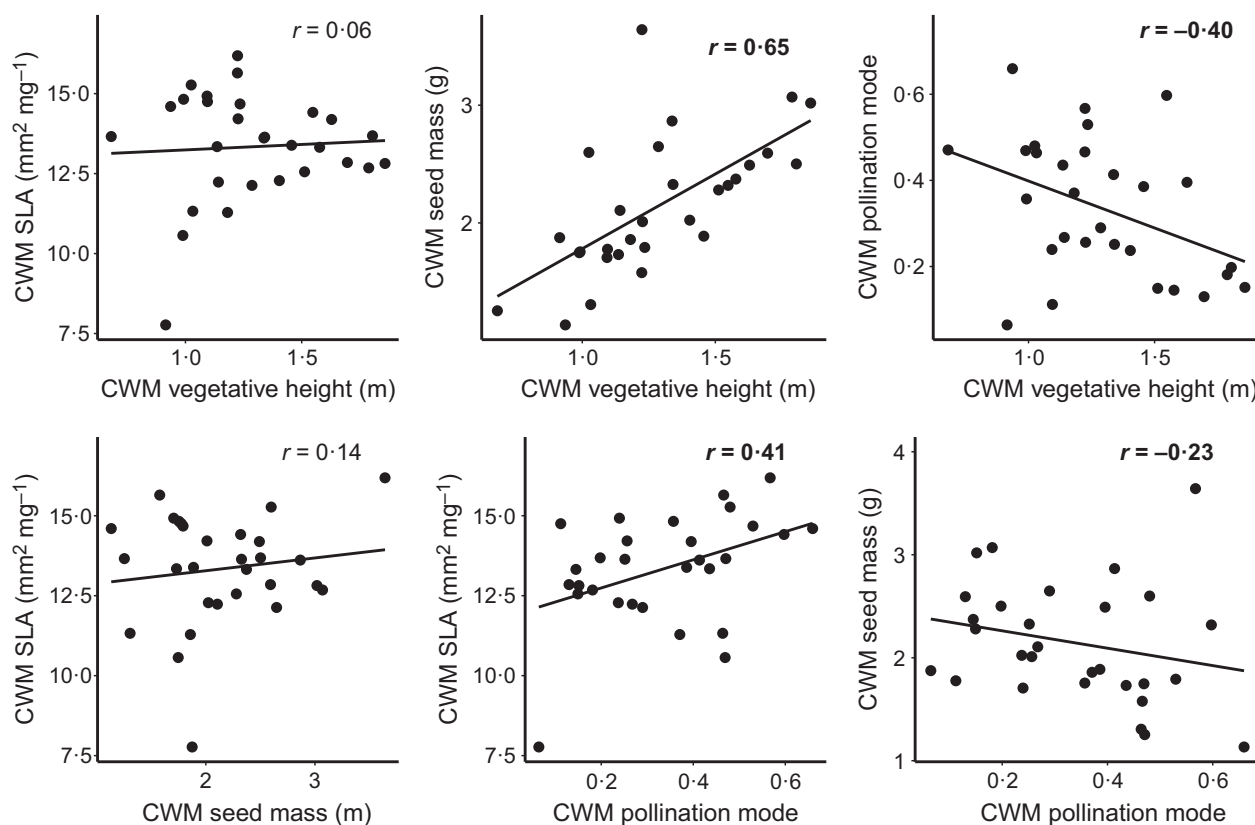 r = 0·06
CWM SLA (mm² mg⁻¹)
15·0
12·5
10·0
7·5
1·0 1·5
CWM vegetative height (m)
r = 0·65
CWM seed mass (g)
3
2
1·0 1·5
CWM vegetative height (m)
r = –0·40
CWM pollination mode
0·6
0·4
0·2
1·0 1·5
CWM vegetative height (m)
r = 0·14
CWM SLA (mm² mg⁻¹)
15·0
12·5
10·0
7·5
2 3
CWM seed mass (m)
r = 0·41
CWM SLA (mm² mg⁻¹)
15·0
12·5
10·0
7·5
0·2 0·4 0·6
CWM pollination mode
r = –0·23
CWM seed mass (g)
4
3
2
1
0·2 0·4 0·6
CWM pollination mode